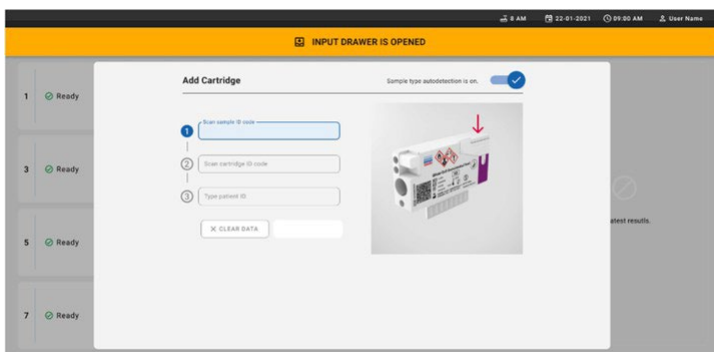 8 AM 22-01-2021 09:00 AM User Name
INPUT DRAWER IS OPENED
Add Cartridge
Sample type autodetection is on.
1 Ready
Scan sample ID code
1
2 Scan cartridge ID code
3 Ready
3 Type patient ID
CLEAR DATA
atest resutls.
5 Ready
7 Ready